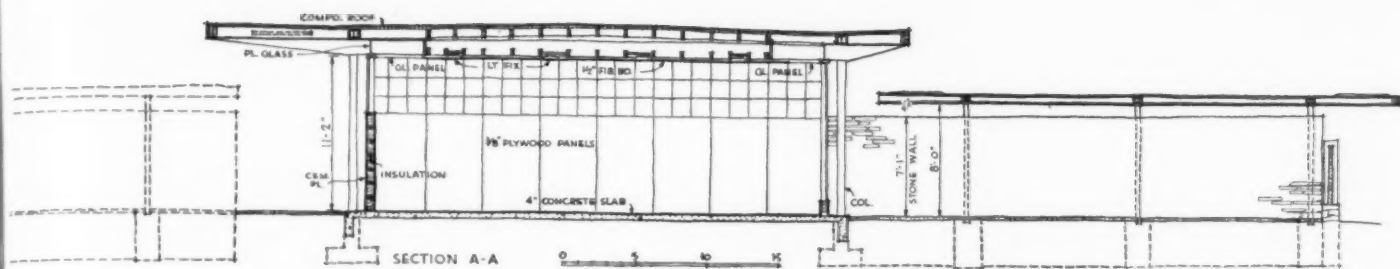 COMPO. ROOF
PL. GLASS
GL. PANEL
LT. FIX.
1/2" FIB. BD.
GL. PANEL
11'-2"
3/8" PLYWOOD PANELS
7'-1"
STONE WALL
8'-0"
CEM. PL.
INSULATION
4" CONCRETE SLAB
COL.
SECTION A-A
0 5 10 15